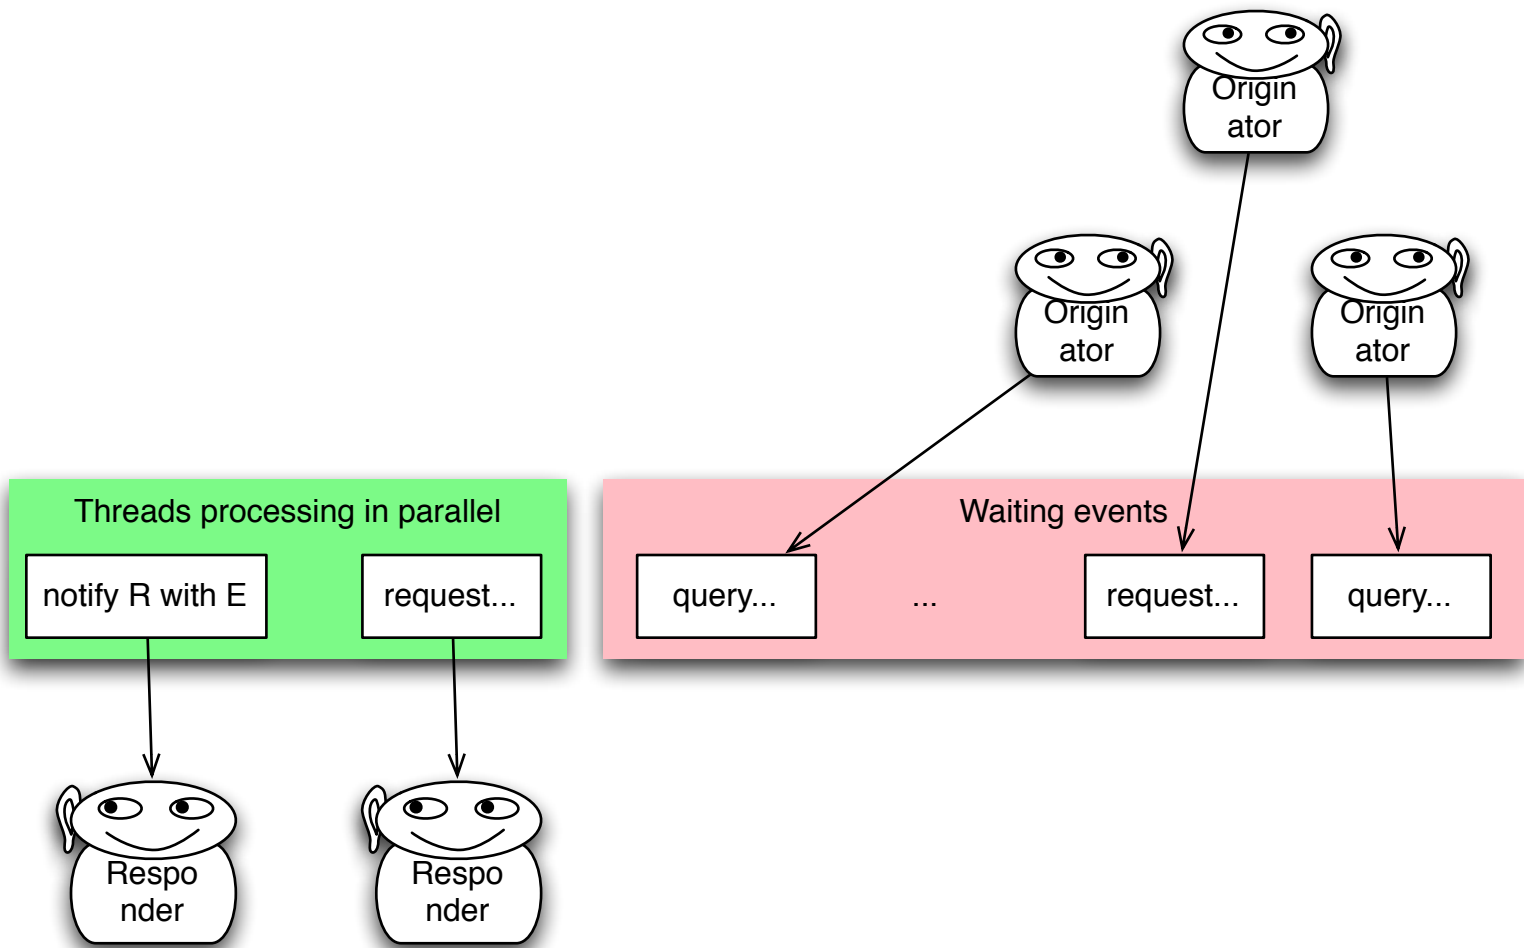 Origin
ator
Origin
ator
Origin
ator
Threads processing in parallel
Waiting events
notify R with E
request...
query...
...
request...
query...
Respo
nder
Respo
nder